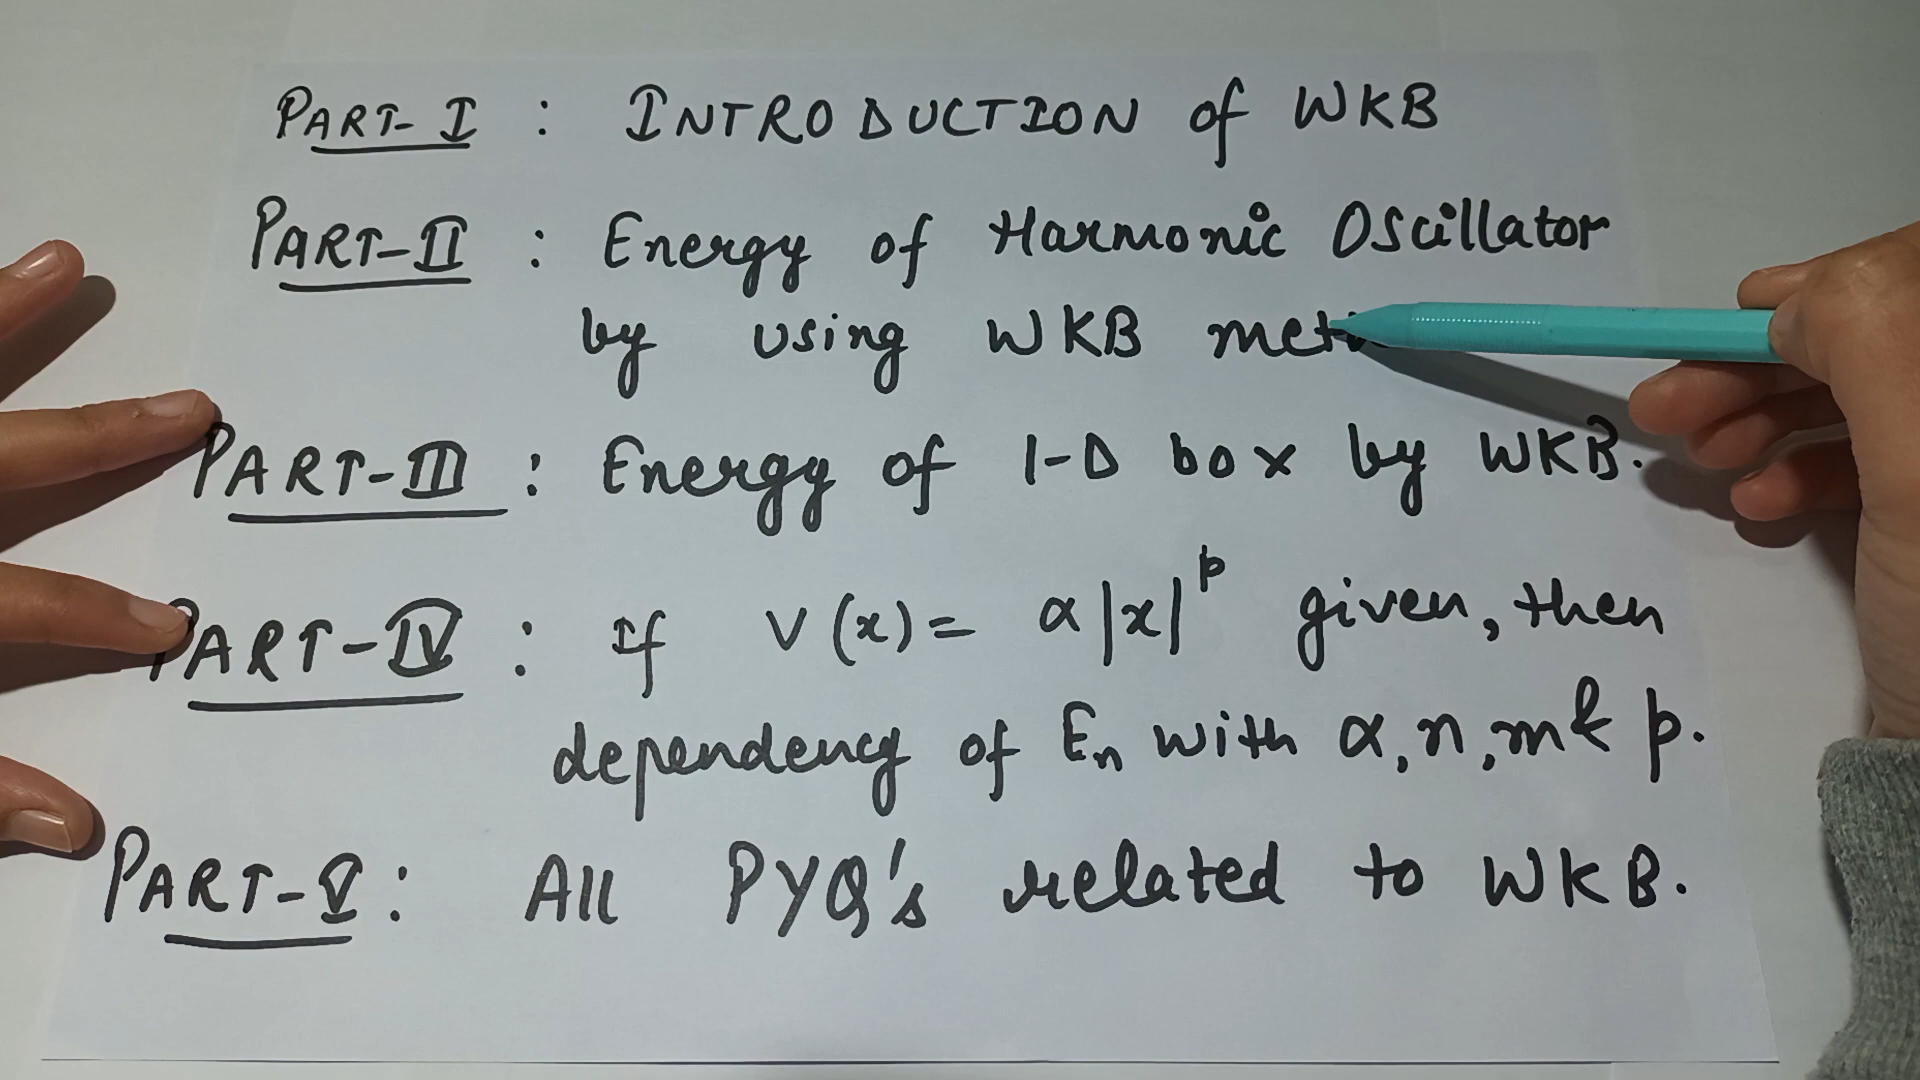 PART-I : INTRODUCTION of WKB
PART-II : Energy of Harmonic Oscillator
by using WKB
PART-III : Energy of 1-D box by WKB.
PART-IV : If V(x) = α|x|^p given, then
dependency of Eₙ with α, n, m & p.
PART-V : All PYQ's related to WKB.